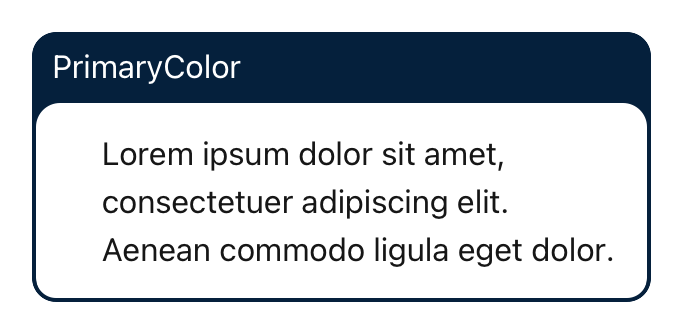 PrimaryColor
Lorem ipsum dolor sit amet,
consectetuer adipiscing elit.
Aenean commodo ligula eget dolor.